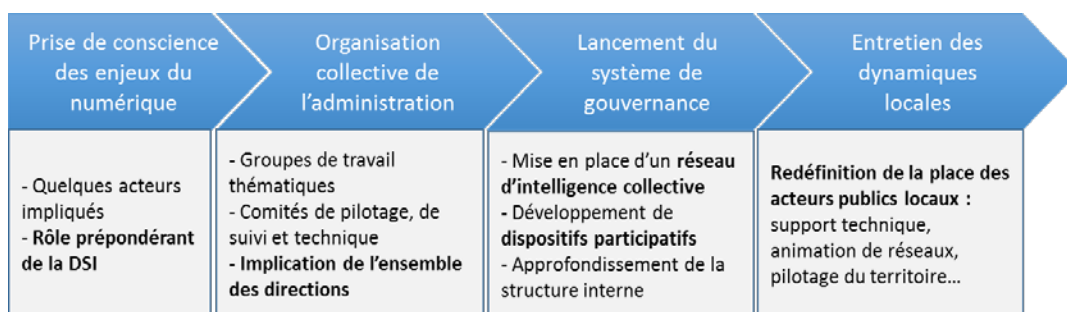 Prise de conscience
des enjeux du
numérique
Organisation
collective de
l'administration
Lancement du
système de
gouvernance
Entretien des
dynamiques
locales
- Quelques acteurs
impliqués
- Rôle prépondérant
de la DSI
- Groupes de travail
thématiques
- Comités de pilotage, de
suivi et technique
- Implication de l'ensemble
des directions
- Mise en place d'un réseau
d'intelligence collective
- Développement de
dispositifs participatifs
- Approfondissement de la
structure interne
Redéfinition de la place des
acteurs publics locaux :
support technique,
animation de réseaux,
pilotage du territoire…